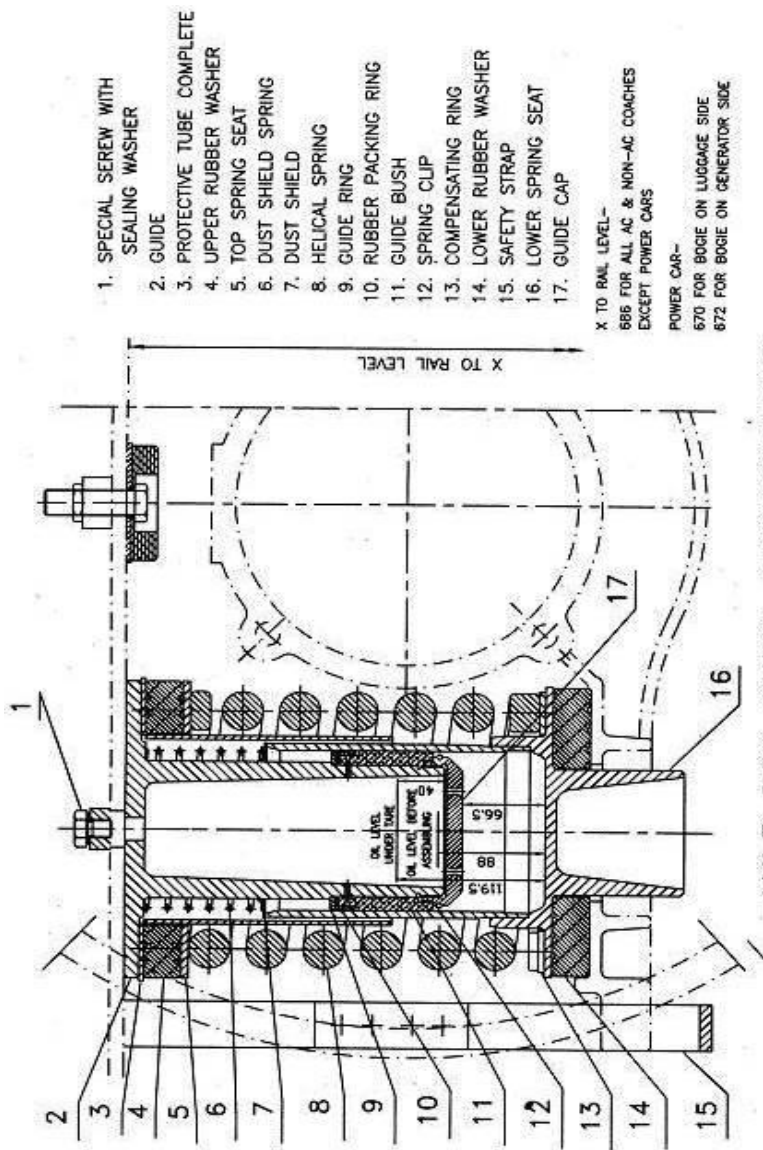 1. SPECIAL SEREW WITH
SEALING WASHER
2. GUIDE
3. PROTECTIVE TUBE COMPLETE
4. UPPER RUBBER WASHER
5. TOP SPRING SEAT
6. DUST SHIELD SPRING
7. DUST SHIELD
8. HELICAL SPRING
9. GUIDE RING
10. RUBBER PACKING RING
11. GUIDE BUSH
12. SPRING CLIP
13. COMPENSATING RING
14. LOWER RUBBER WASHER
15. SAFETY STRAP
16. LOWER SPRING SEAT
17. GUIDE CAP
X TO RAIL LEVEL-
686 FOR ALL AC & NON-AC COACHES
EXCEPT POWER CARS
POWER CAR-
670 FOR BOGIE ON LUGGAGE SIDE
672 FOR BOGIE ON GENERATOR SIDE
X TO RAIL LEVEL
1
2
3
4
5
6
7
8
9
10
11
12
13
14
15
16
17
OIL LEVEL
UNDER TARE
OIL LEVEL BEFORE
ASSEMBLING
40
66.5
88
119.5